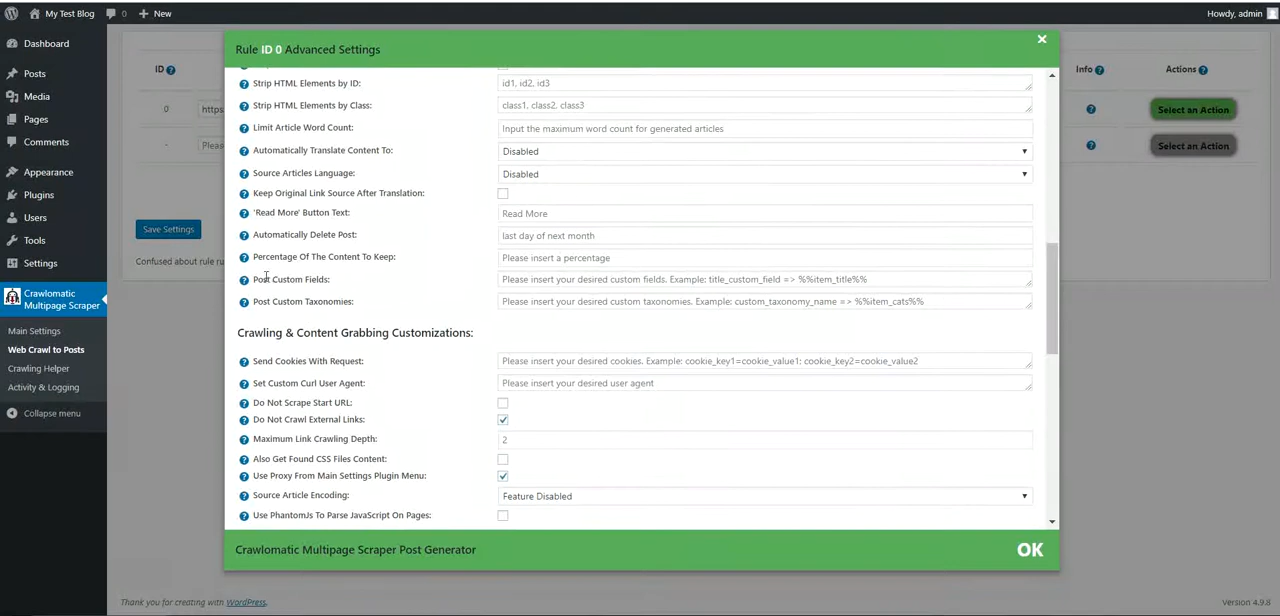 My Test Blog 0 New Howdy, admin
Dashboard
Posts
Media
Pages
Comments
Appearance
Plugins
Users
Tools
Settings
Crawlomatic
Multipage Scraper
Main Settings
Web Crawl to Posts
Crawling Helper
Activity & Logging
Collapse menu
ID
0 https
- Please
Save Settings
Confused about rule ru
Info Actions
Select an Action
Select an Action
Rule ID 0 Advanced Settings
Strip HTML Elements by ID: id1, id2, id3
Strip HTML Elements by Class: class1, class2, class3
Limit Article Word Count: Input the maximum word count for generated articles
Automatically Translate Content To: Disabled
Source Articles Language: Disabled
Keep Original Link Source After Translation:
'Read More' Button Text: Read More
Automatically Delete Post: last day of next month
Percentage Of The Content To Keep: Please insert a percentage
Post Custom Fields: Please insert your desired custom fields. Example: title_custom_field => %%item_title%%
Post Custom Taxonomies: Please insert your desired custom taxonomies. Example: custom_taxonomy_name => %%item_cats%%
Crawling & Content Grabbing Customizations:
Send Cookies With Request: Please insert your desired cookies. Example: cookie_key1=cookie_value1; cookie_key2=cookie_value2
Set Custom Curl User Agent: Please insert your desired user agent
Do Not Scrape Start URL:
Do Not Crawl External Links:
Maximum Link Crawling Depth: 2
Also Get Found CSS Files Content:
Use Proxy From Main Settings Plugin Menu:
Source Article Encoding: Feature Disabled
Use PhantomJs To Parse JavaScript On Pages:
Crawlomatic Multipage Scraper Post Generator OK
Thank you for creating with WordPress. Version 4.9.8